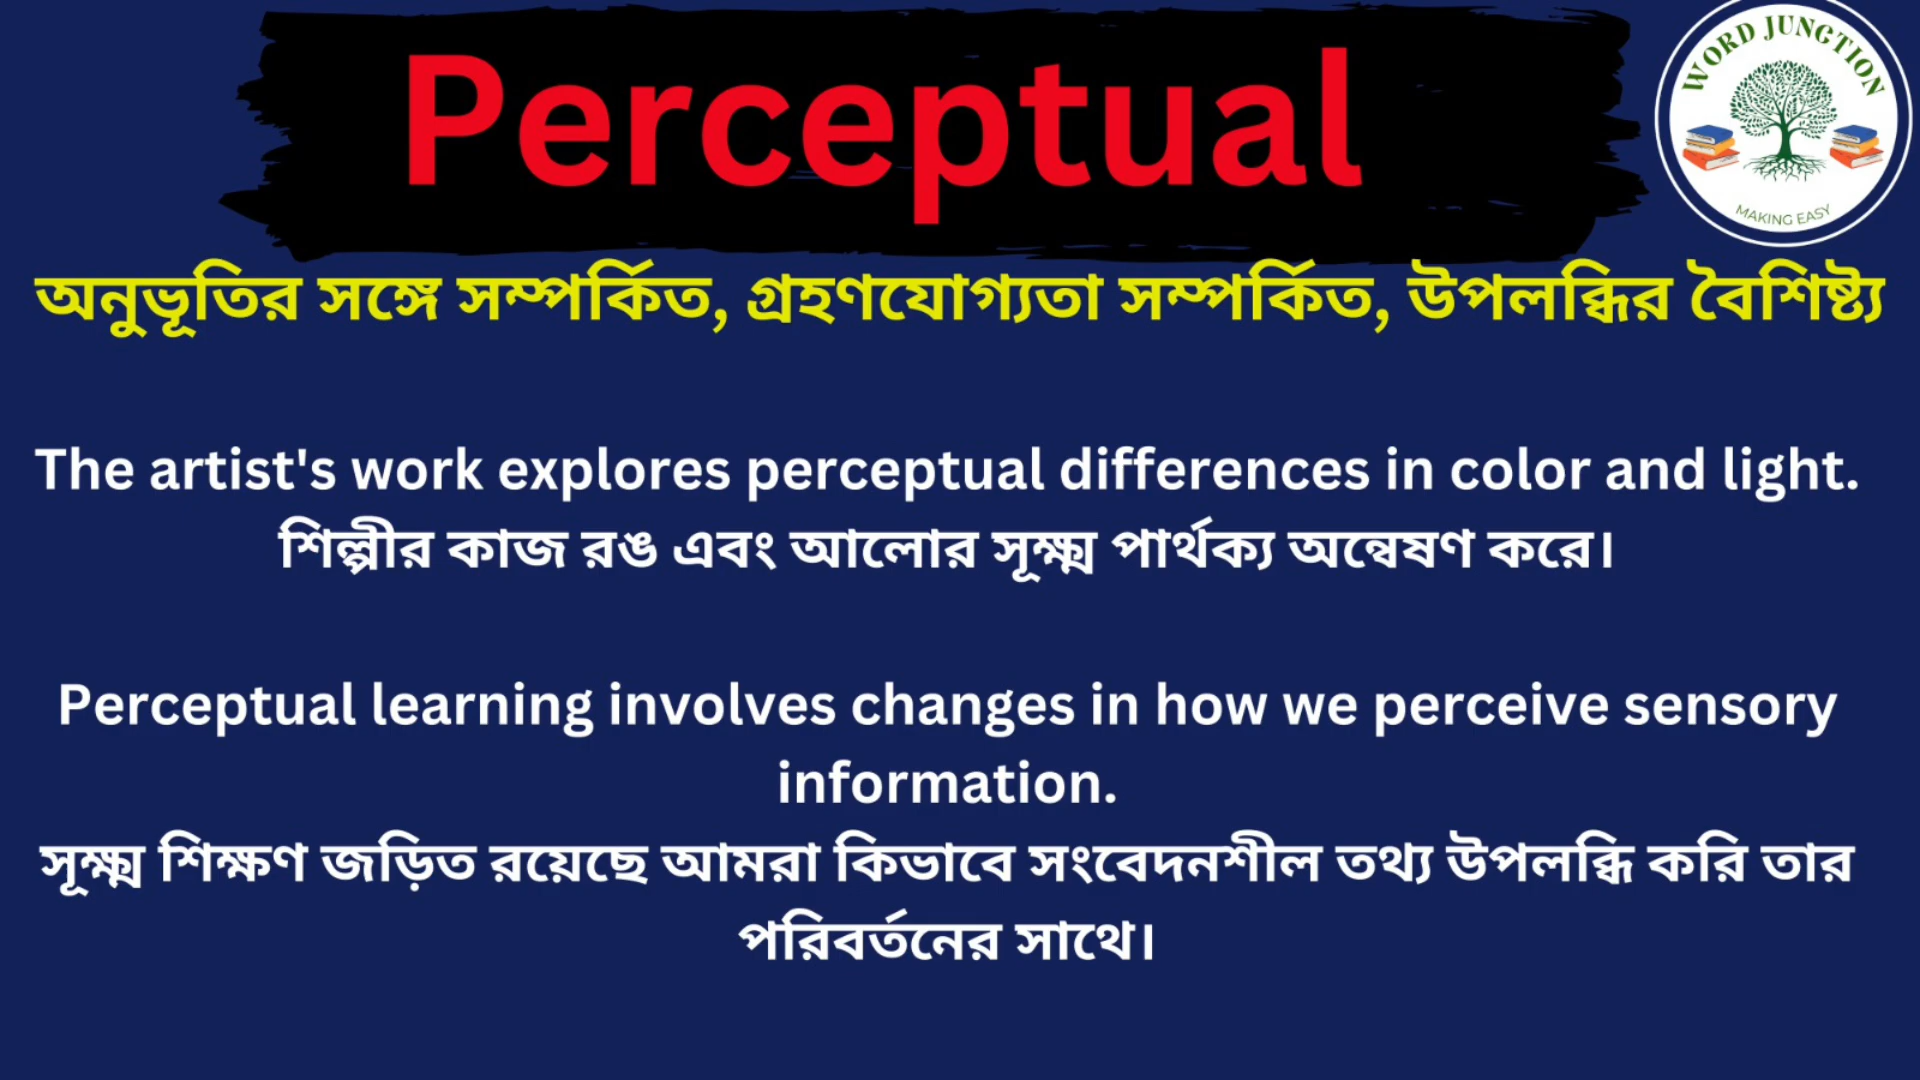 Perceptual
WORD JUNCTION
MAKING EASY
অনুভূতির সঙ্গে সম্পর্কিত, গ্রহণযোগ্যতা সম্পর্কিত, উপলব্ধির বৈশিষ্ট্য
The artist's work explores perceptual differences in color and light.
শিল্পীর কাজ রঙ এবং আলোর সূক্ষ্ম পার্থক্য অন্বেষণ করে।
Perceptual learning involves changes in how we perceive sensory
information.
সূক্ষ্ম শিক্ষণ জড়িত রয়েছে আমরা কিভাবে সংবেদনশীল তথ্য উপলব্ধি করি তার
পরিবর্তনের সাথে।